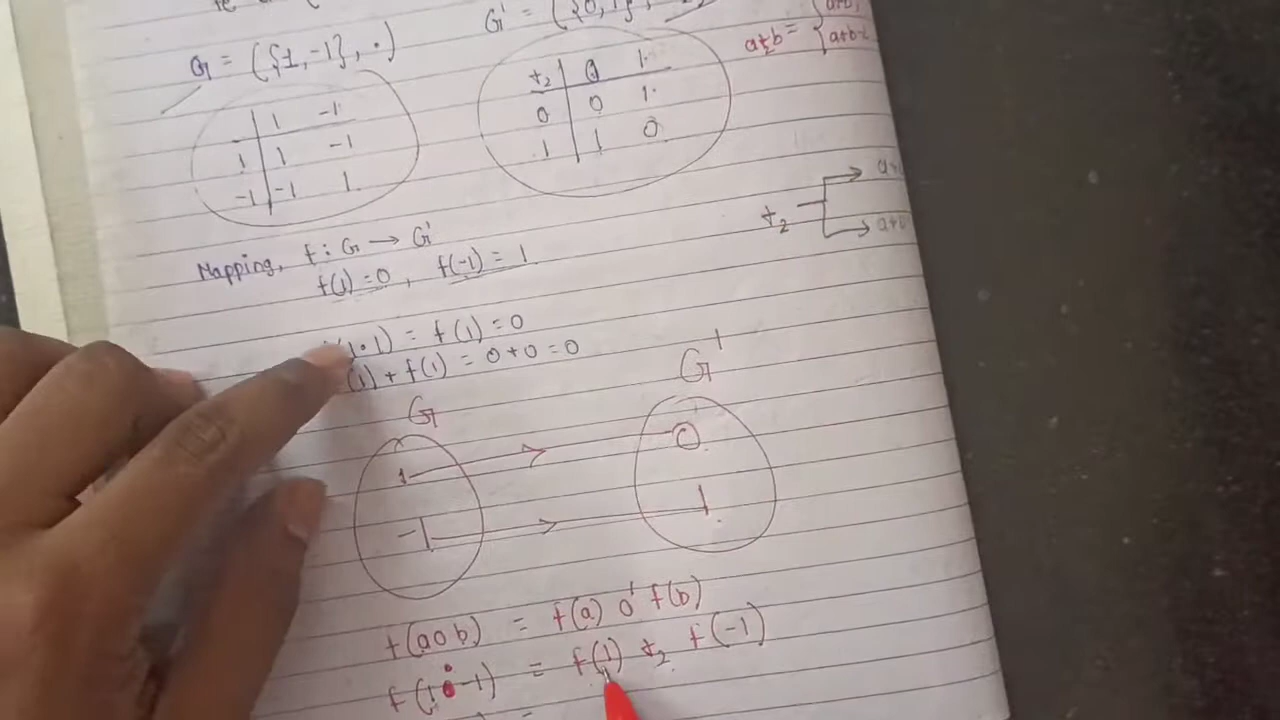 G = ({1, -1}, ·)
G' = ({0, 1},
a +₂ b = { a+b,
a+b-2
1 -1
1 1 -1
-1 -1 1
+₂ 0 1
0 0 1
1 1 0
+₂
Mapping, f : G → G'
f(1) = 0 , f(-1) = 1
(1·1) = f(1) = 0
(1) + f(1) = 0 + 0 = 0
G
G'
1
0
-1
1
f(a o b) = f(a) o' f(b)
f(1 · -1) = f(1) +₂ f(-1)